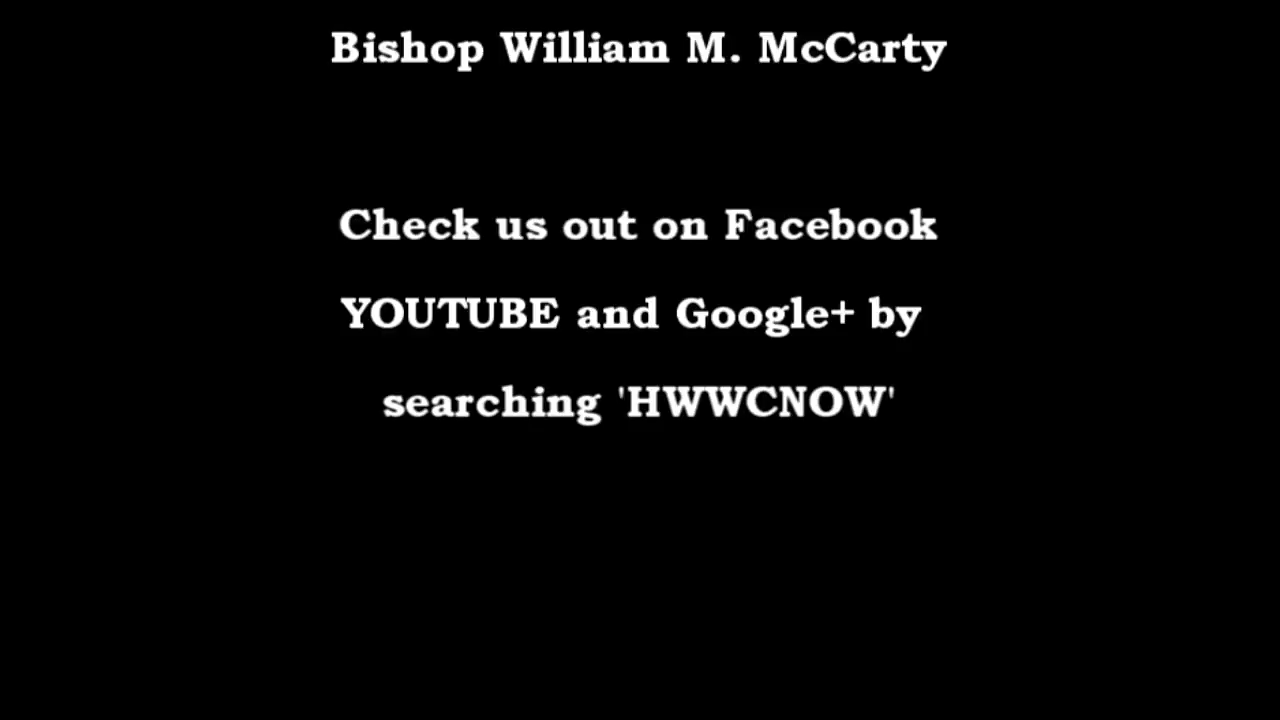 Bishop William M. McCarty
Check us out on Facebook
YOUTUBE and Google+ by
searching 'HWWCNOW'